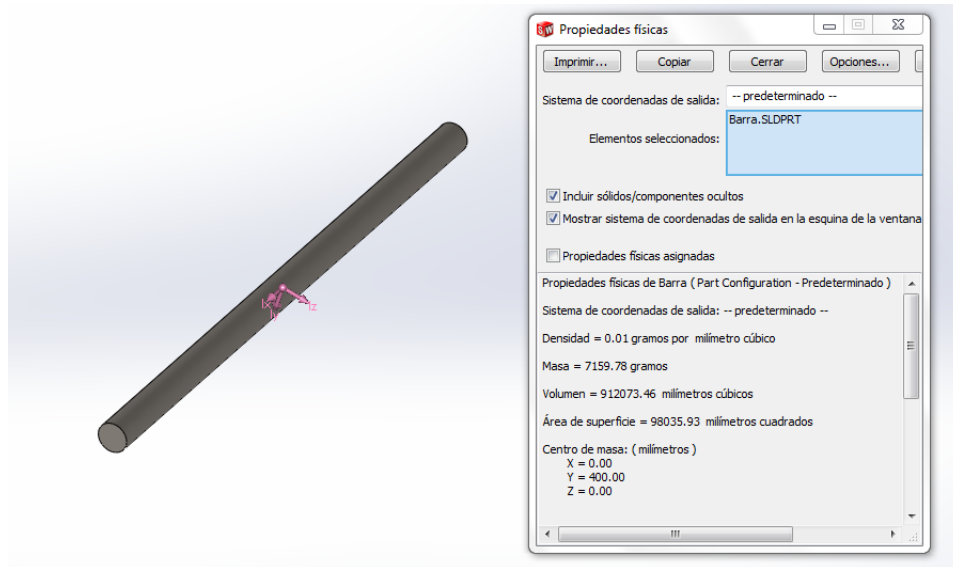 Propiedades físicas
Imprimir...
Copiar
Cerrar
Opciones...
Sistema de coordenadas de salida:
-- predeterminado --
Elementos seleccionados:
Barra.SLDPRT
Incluir sólidos/componentes ocultos
Mostrar sistema de coordenadas de salida en la esquina de la ventana
Propiedades físicas asignadas
Propiedades físicas de Barra ( Part Configuration - Predeterminado )
Sistema de coordenadas de salida: -- predeterminado --
Densidad = 0.01 gramos por milímetro cúbico
Masa = 7159.78 gramos
Volumen = 912073.46 milímetros cúbicos
Área de superficie = 98035.93 milímetros cuadrados
Centro de masa: ( milímetros )
X = 0.00
Y = 400.00
Z = 0.00
Ix
Iy
Iz